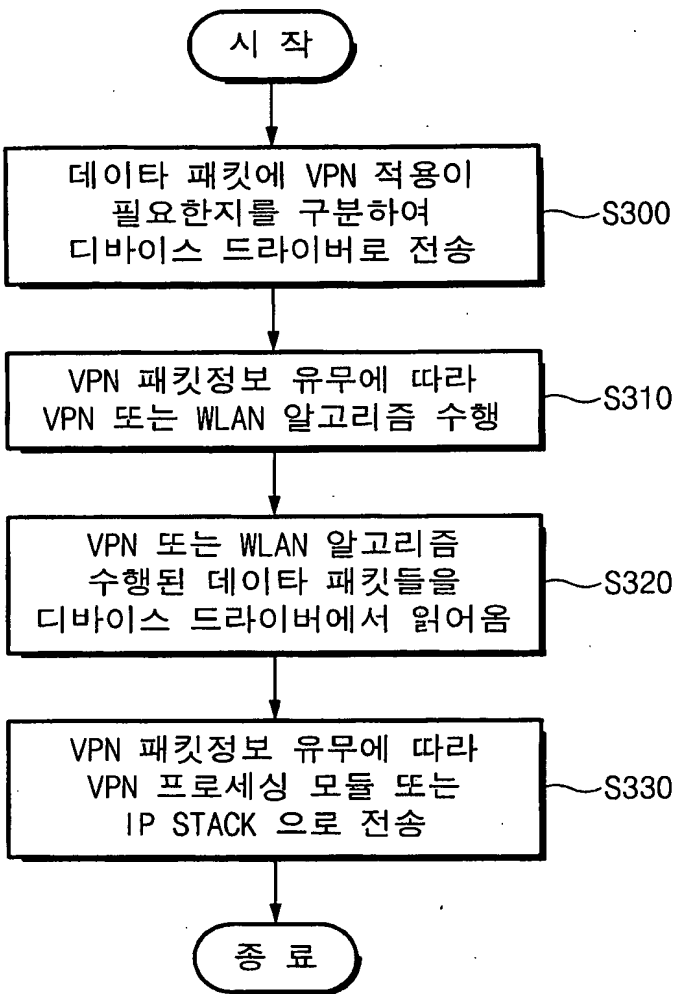 시 작
데이타 패킷에 VPN 적용이
필요한지를 구분하여
디바이스 드라이버로 전송
S300
VPN 패킷정보 유무에 따라
VPN 또는 WLAN 알고리즘 수행
S310
VPN 또는 WLAN 알고리즘
수행된 데이타 패킷들을
디바이스 드라이버에서 읽어옴
S320
VPN 패킷정보 유무에 따라
VPN 프로세싱 모듈 또는
IP STACK 으로 전송
S330
종 료